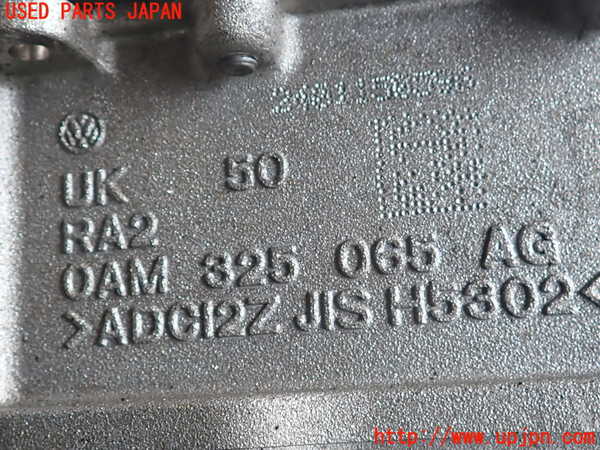 USED PARTS JAPAN
UK 50
RA2
0AM 325 065 AG
>ADC12Z JIS H5302<
http://www.upjpn.com/